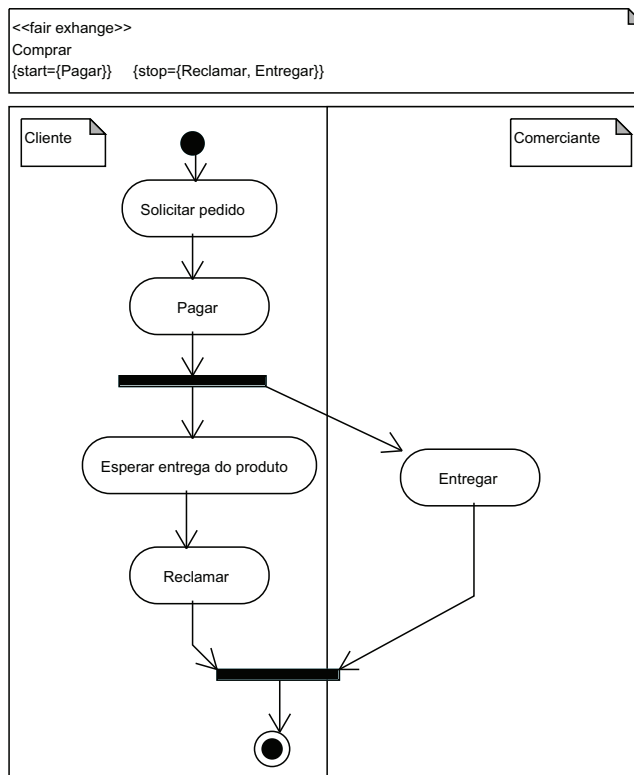 <<fair exhange>>
Comprar
{start={Pagar}} {stop={Reclamar, Entregar}}
Cliente
Comerciante
Solicitar pedido
Pagar
Esperar entrega do produto
Entregar
Reclamar